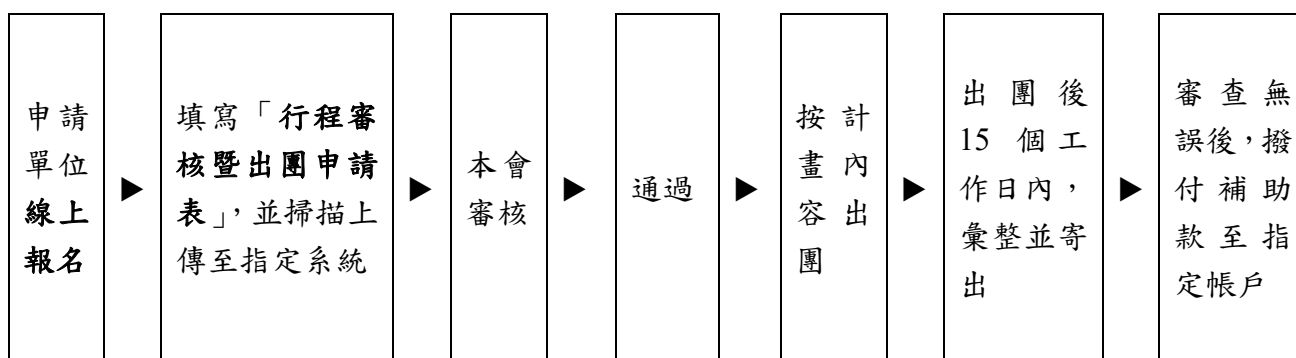 申請
單位
線上
報名
▶
填寫「行程審
核暨出團申請
表」，並掃描上
傳至指定系統
▶
本會
審核
▶
通過
▶
按計
畫內
容出
團
▶
出團後
15 個工
作日內，
彙整並寄
出
▶
審查無
誤後，撥
付補助
款至指
定帳戶